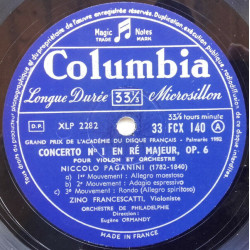 Magic Notes
TRADE MARK
Columbia
Longue Durée 33⅓ Microsillon
33⅓ tours minute
D.P. XLP 2282 33 FCX 140 A
GRAND PRIX DE L'ACADÉMIE DU DISQUE FRANÇAIS - Palmarès 1952
CONCERTO No. 1 EN RÉ MAJEUR, OP. 6
POUR VIOLON ET ORCHESTRE
NICCOLO PAGANINI (1782-1840)
1er Mouvement : Allegro maestoso
2e Mouvement : Adagio espressivo
3e Mouvement : Rondo (Allegro spiritoso)
ZINO FRANCESCATTI, Violon
ORCHESTRE DE PHILADELPHIE
Direction :
Eugène ORMANDY
MADE IN FRANCE